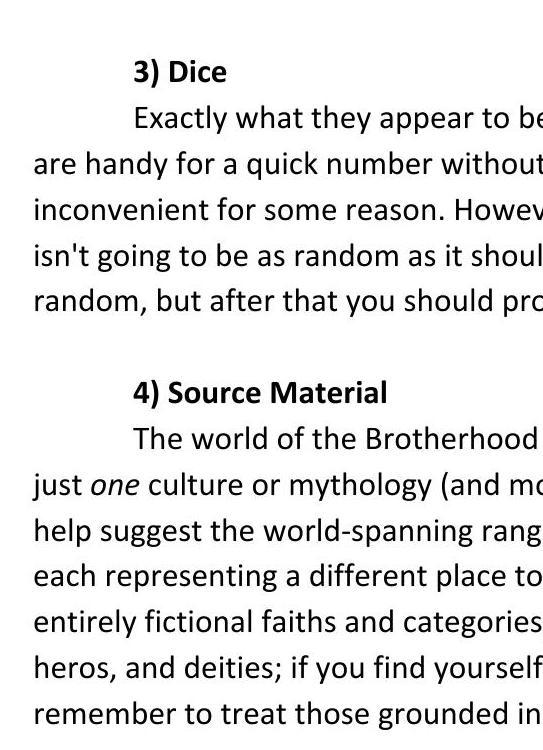 3) Dice
Exactly what they appear to be
are handy for a quick number without
inconvenient for some reason. Howev
isn't going to be as random as it shoul
random, but after that you should pro
4) Source Material
The world of the Brotherhood
just one culture or mythology (and mo
help suggest the world-spanning rang
each representing a different place to
entirely fictional faiths and categories
heros, and deities; if you find yourself
remember to treat those grounded in